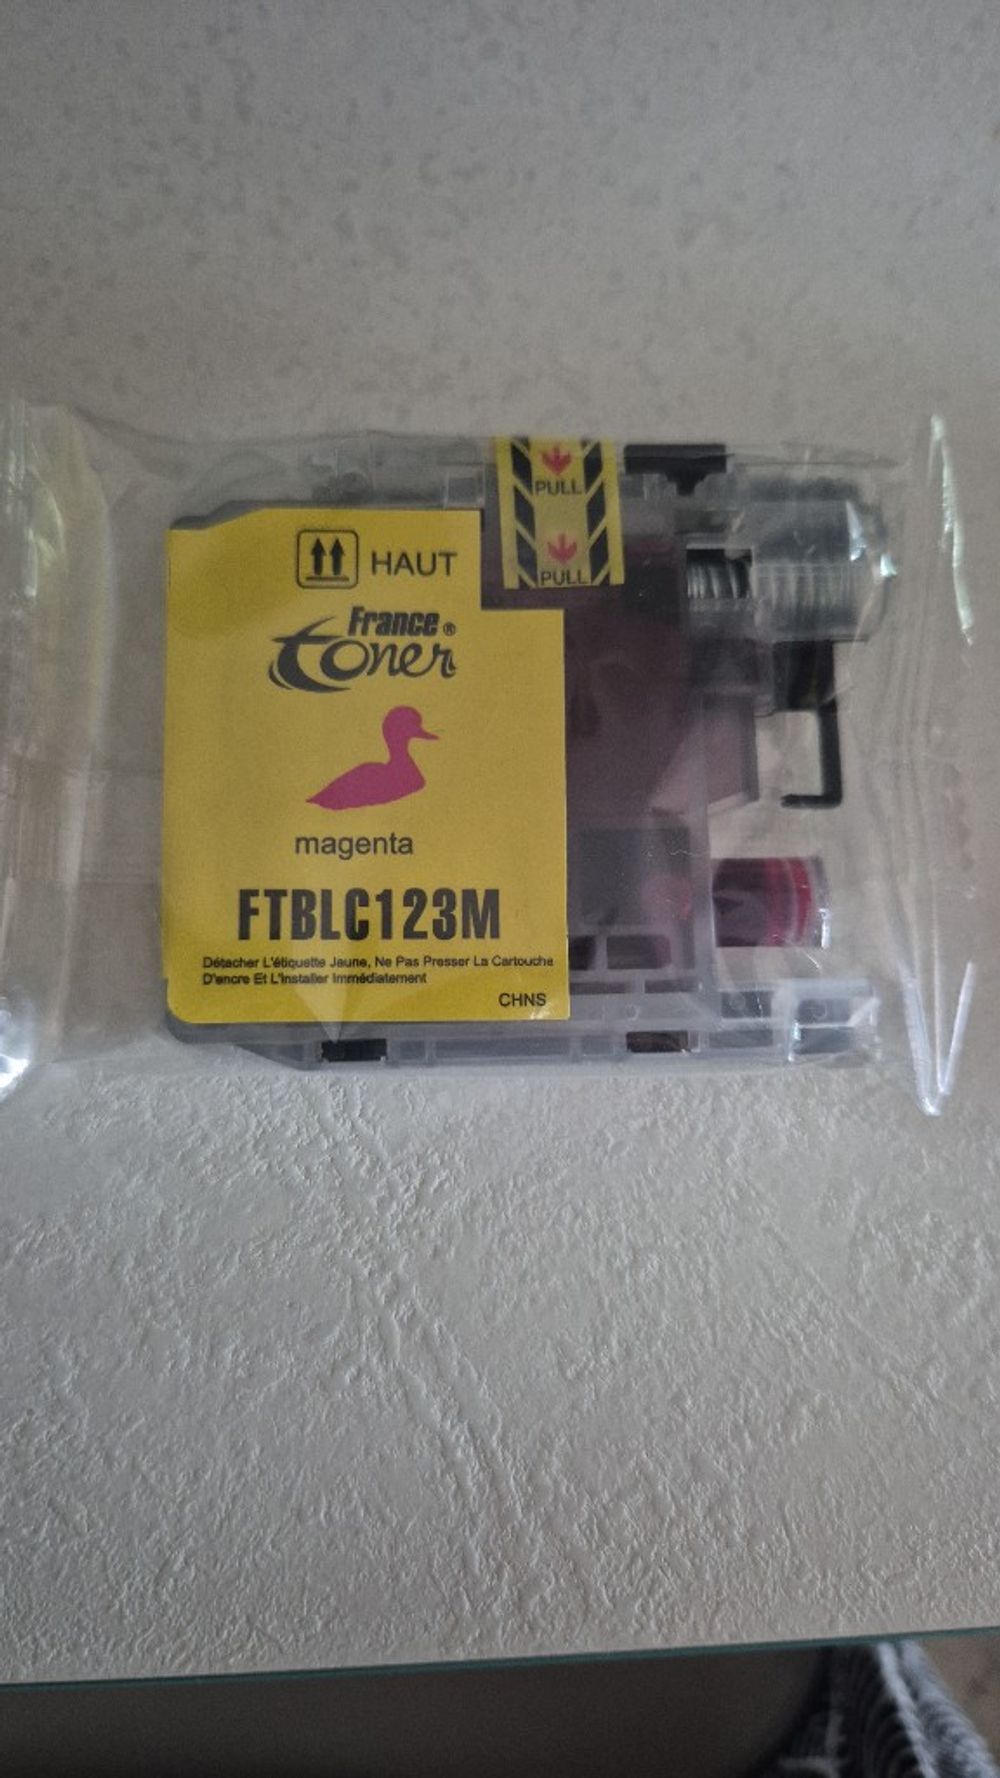 PULL
PULL
HAUT
France ®
toner
magenta
FTBLC123M
Détacher L'étiquette Jaune, Ne Pas Presser La Cartouche
D'encre Et L'installer Immédiatement
CHNS